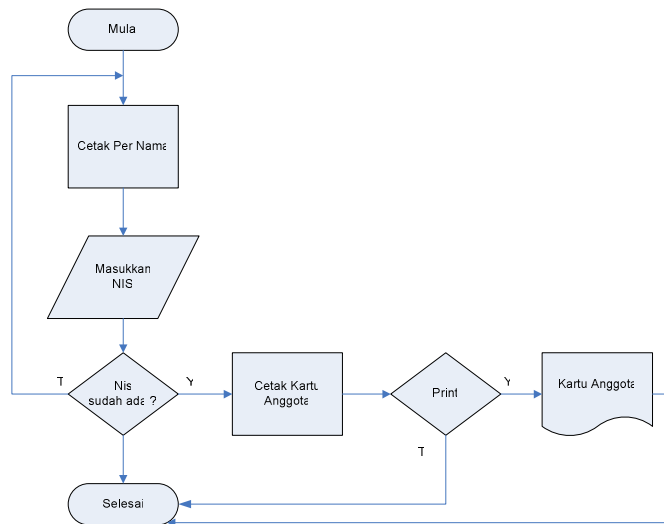 Mula
Cetak Per Nama
Masukkan
NIS
T
Nis
sudah ada ?
Y
Cetak Kartu
Anggota
Print
Y
Kartu Anggota
T
Selesai